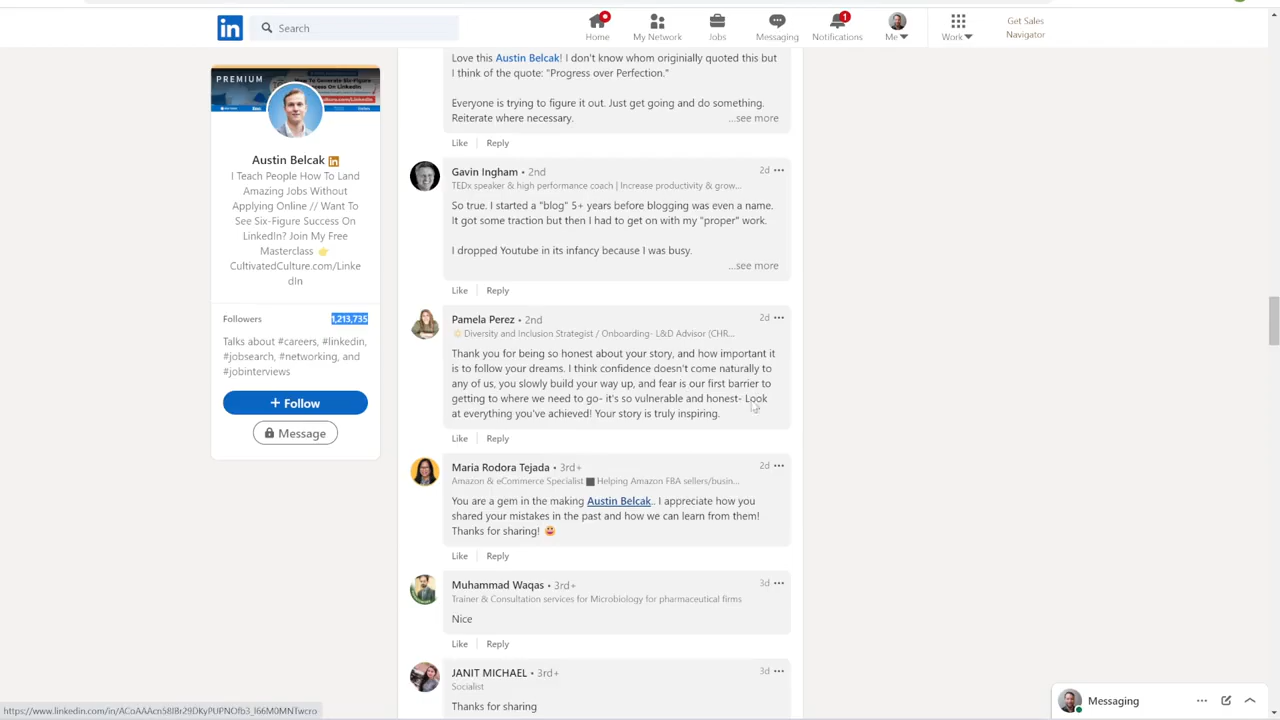 in
Search
Home
My Network
Jobs
Messaging
1
Notifications
Me
Work
Get Sales
Navigator
PREMIUM
Austin Belcak in
I Teach People How To Land
Amazing Jobs Without
Applying Online // Want To
See Six-Figure Success On
LinkedIn? Join My Free
Masterclass 👉
CultivatedCulture.com/Linke
dIn
Followers 1,213,735
Talks about #careers, #linkedin,
#jobsearch, #networking, and
#jobinterviews
+ Follow
Message
Love this Austin Belcak! I don't know whom originially quoted this but
I think of the quote: "Progress over Perfection."
Everyone is trying to figure it out. Just get going and do something.
Reiterate where necessary. ...see more
Like Reply
Gavin Ingham • 2nd 2d ...
TEDx speaker & high performance coach | Increase productivity & grow...
So true. I started a "blog" 5+ years before blogging was even a name.
It got some traction but then I had to get on with my "proper" work.
I dropped Youtube in its infancy because I was busy.
...see more
Like Reply
Pamela Perez • 2nd 2d ...
Diversity and Inclusion Strategist / Onboarding- L&D Advisor (CHR...
Thank you for being so honest about your story, and how important it
is to follow your dreams. I think confidence doesn't come naturally to
any of us, you slowly build your way up, and fear is our first barrier to
getting to where we need to go- it's so vulnerable and honest- Look
at everything you've achieved! Your story is truly inspiring.
Like Reply
Maria Rodora Tejada • 3rd+ 2d ...
Amazon & eCommerce Specialist ⬛ Helping Amazon FBA sellers/busin...
You are a gem in the making Austin Belcak.. I appreciate how you
shared your mistakes in the past and how we can learn from them!
Thanks for sharing! 😃
Like Reply
Muhammad Waqas • 3rd+ 3d ...
Trainer & Consultation services for Microbiology for pharmaceutical firms
Nice
Like Reply
JANIT MICHAEL • 3rd+ 3d ...
Socialist
Thanks for sharing
Messaging ...